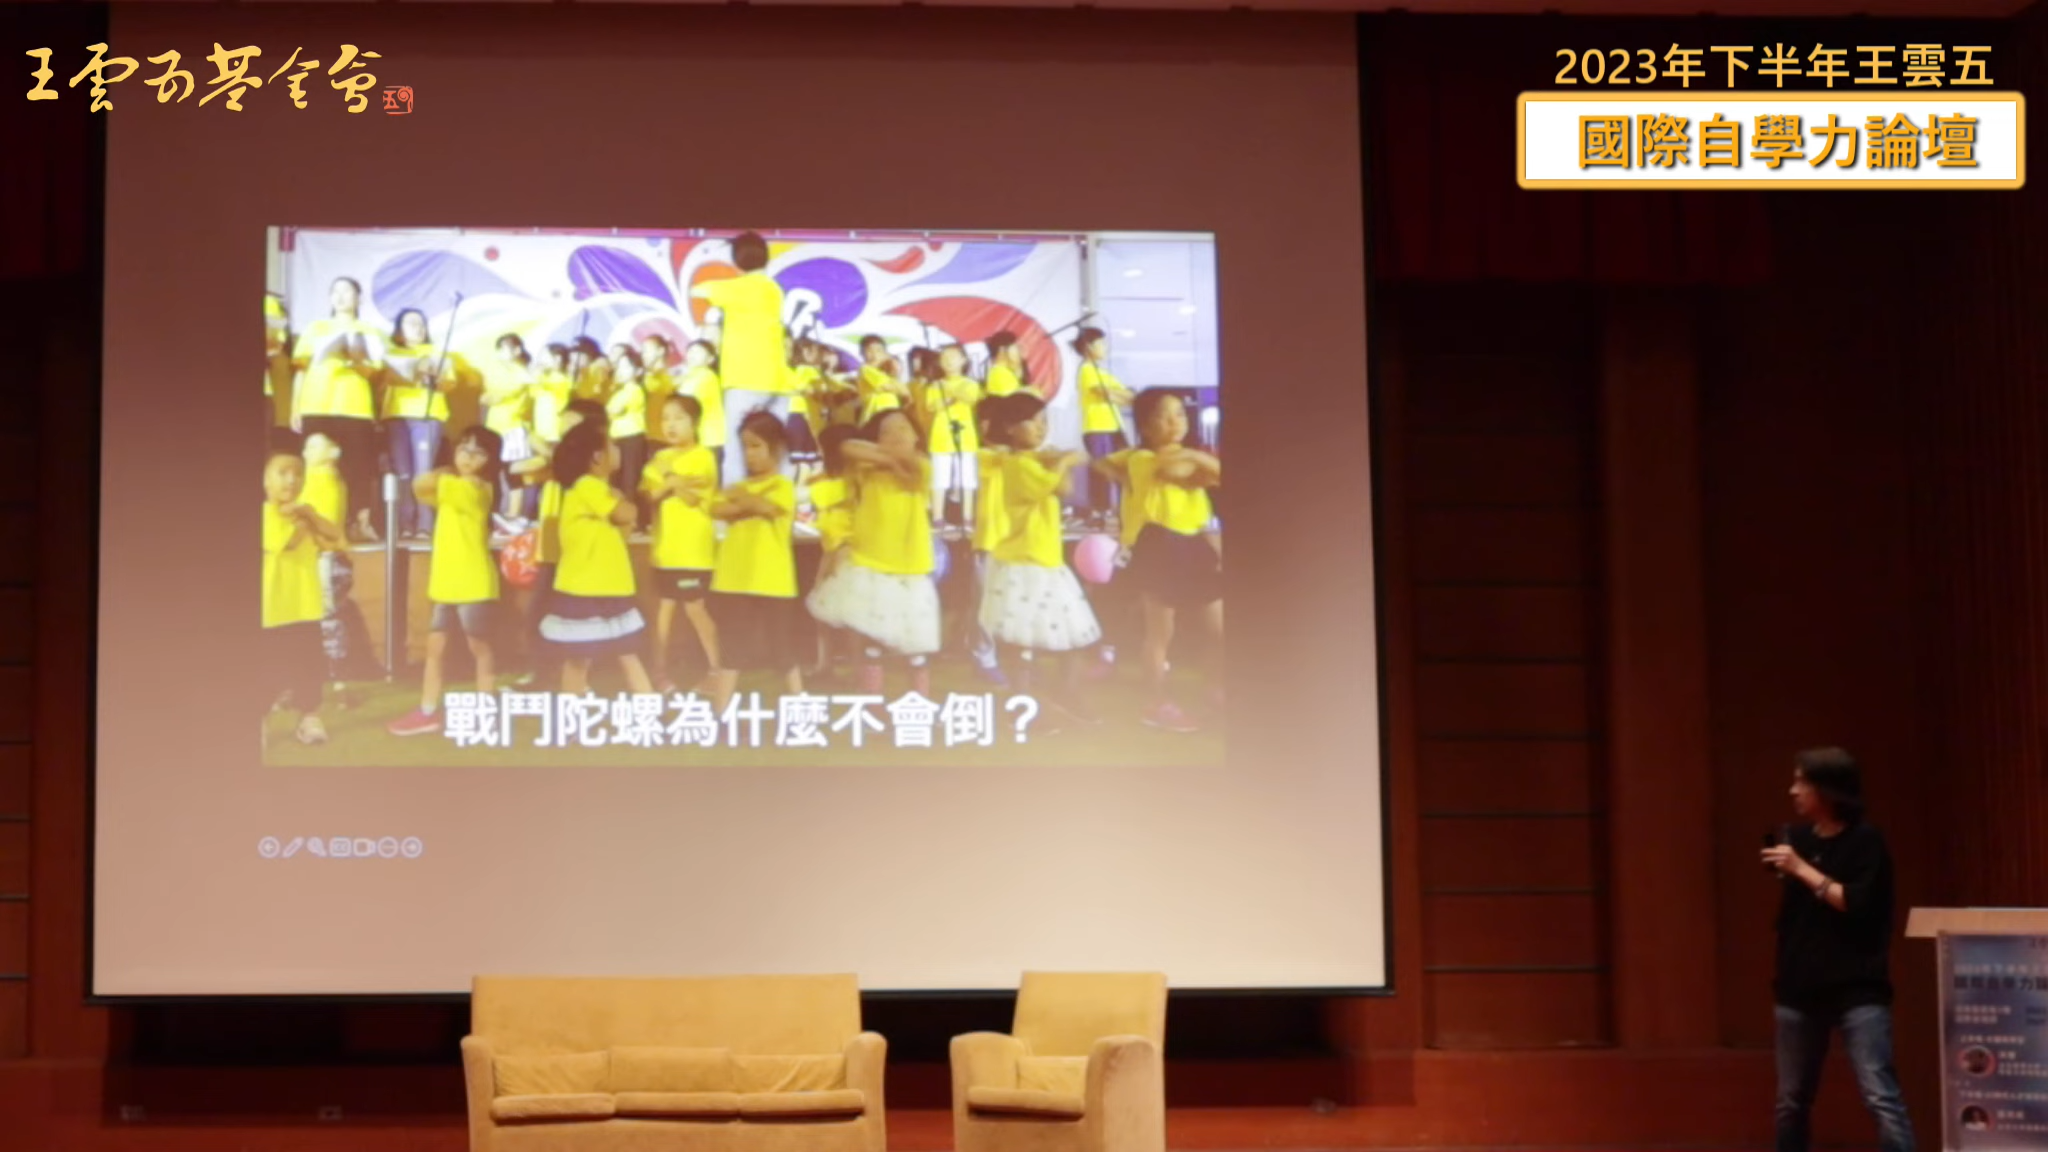 王雲五基金會
2023年下半年王雲五
國際自學力論壇
戰鬥陀螺為什麼不會倒？